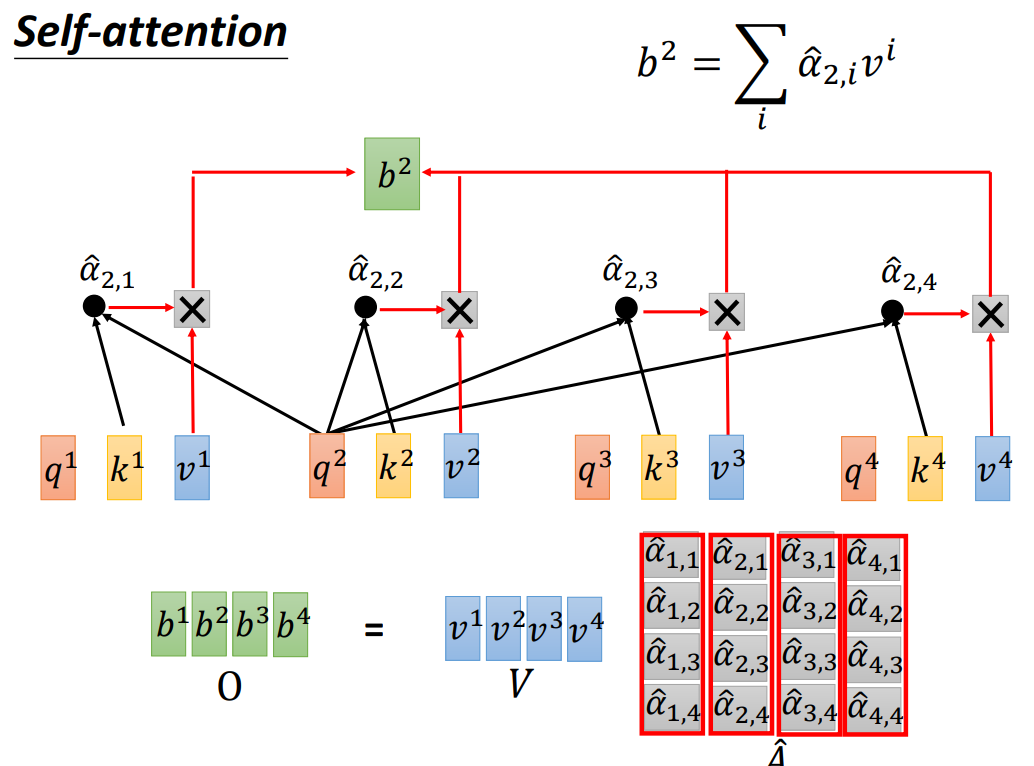 Self-attention
b² = ∑ᵢ α̂₂,ᵢvⁱ
b²
α̂₂,₁ α̂₂,₂ α̂₂,₃ α̂₂,₄
× × × ×
q¹ k¹ v¹ q² k² v² q³ k³ v³ q⁴ k⁴ v⁴
α̂₁,₁ α̂₂,₁ α̂₃,₁ α̂₄,₁
α̂₁,₂ α̂₂,₂ α̂₃,₂ α̂₄,₂
b¹ b² b³ b⁴ = v¹ v² v³ v⁴
α̂₁,₃ α̂₂,₃ α̂₃,₃ α̂₄,₃
O V
α̂₁,₄ α̂₂,₄ α̂₃,₄ α̂₄,₄